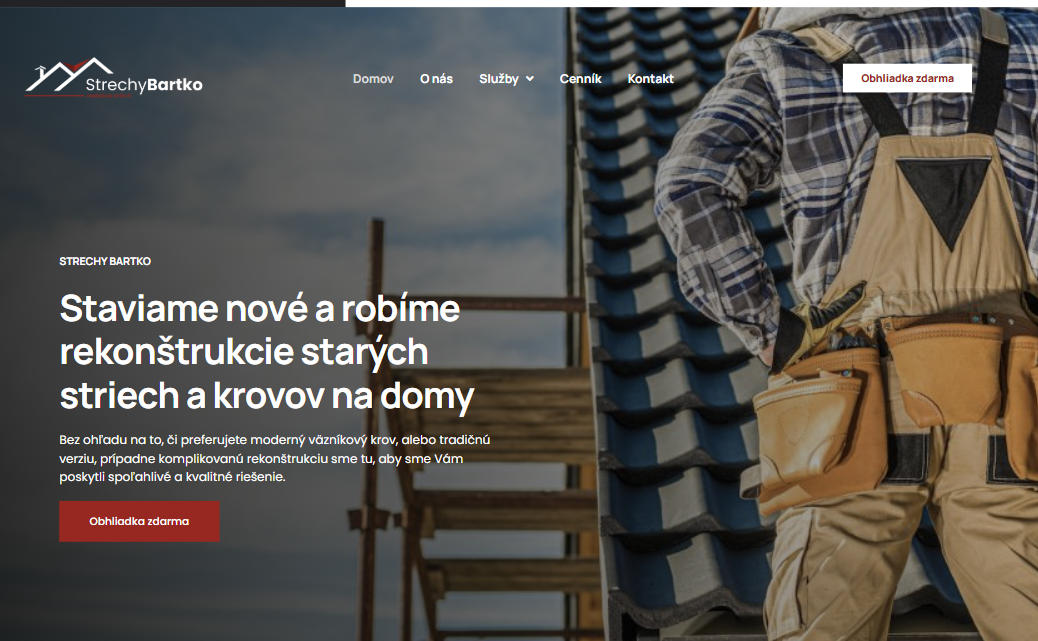 StrechyBartko
Domov
O nás
Služby
Cenník
Kontakt
Obhliadka zdarma
STRECHY BARTKO
Staviame nové a robíme
rekonštrukcie starých
striech a krovov na domy
Bez ohľadu na to, či preferujete moderný väzníkový krov, alebo tradičnú
verziu, prípadne komplikovanú rekonštrukciu sme tu, aby sme Vám
poskytli spoľahlivé a kvalitné riešenie.
Obhliadka zdarma